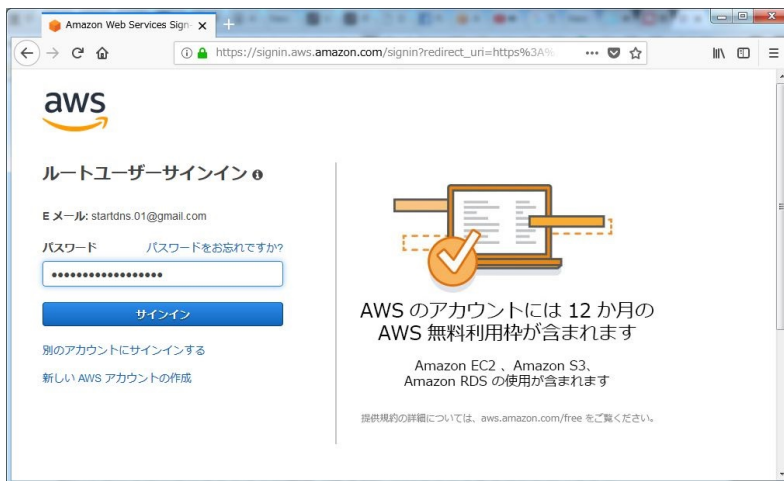 Amazon Web Services Sign-
https://signin.aws.amazon.com/signin?redirect_uri=https%3A%
aws
ルートユーザーサインイン
E メール: startdns.01@gmail.com
パスワード パスワードをお忘れですか?
••••••••••••••••••
サインイン
別のアカウントにサインインする
新しい AWS アカウントの作成
AWS のアカウントには 12 か月の
AWS 無料利用枠が含まれます
Amazon EC2 、Amazon S3、
Amazon RDS の使用が含まれます
提供規約の詳細については、aws.amazon.com/free をご覧ください。